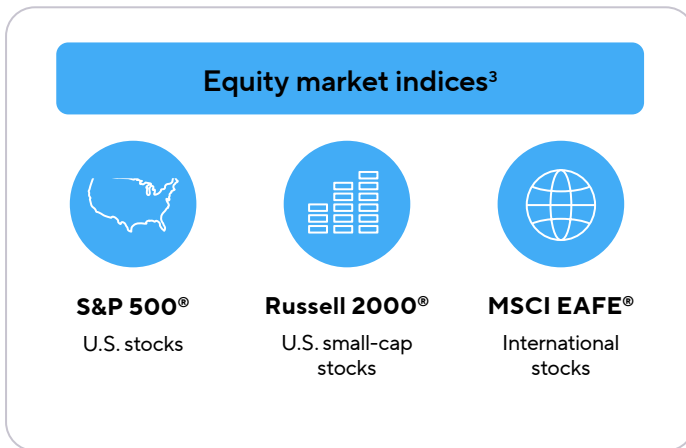 Equity market indices³
S&P 500® Russell 2000® MSCI EAFE®
U.S. stocks U.S. small-cap International
stocks stocks